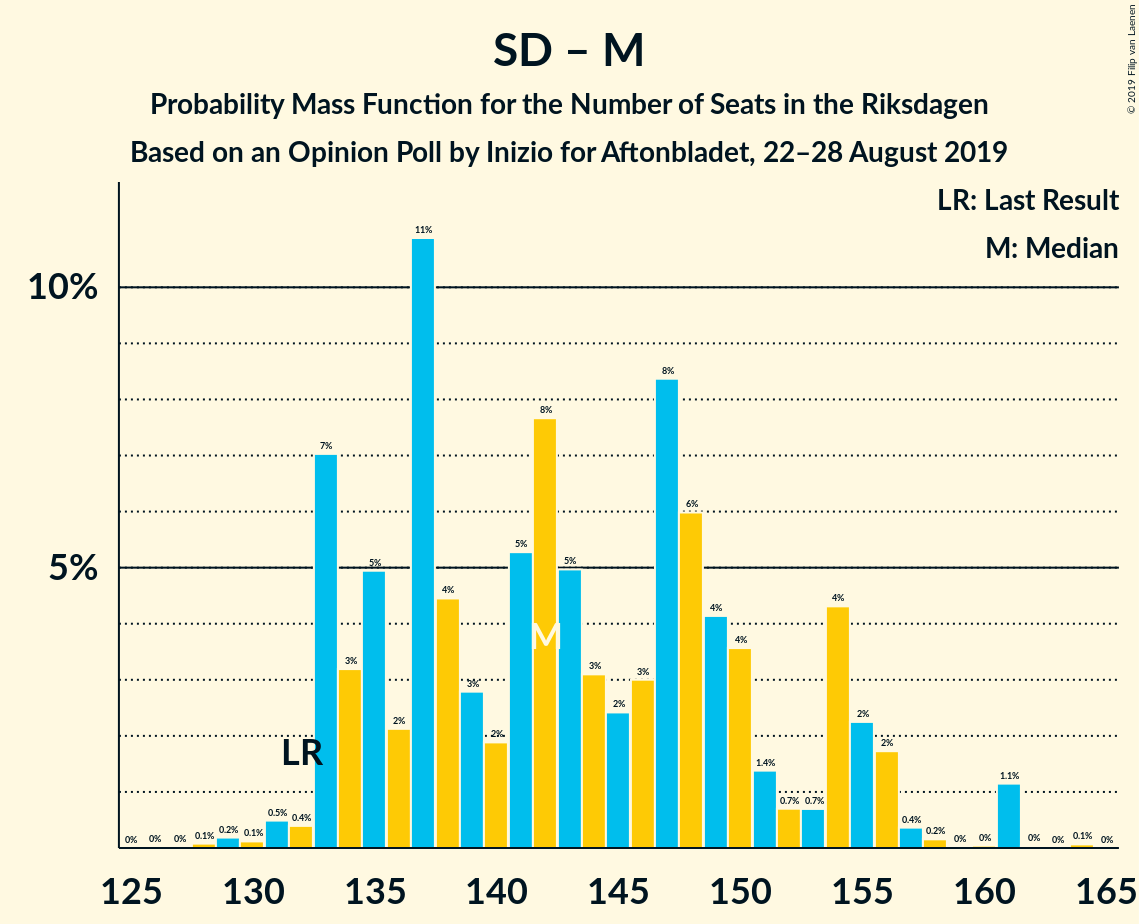 SD – M
Probability Mass Function for the Number of Seats in the Riksdagen
Based on an Opinion Poll by Inizio for Aftonbladet, 22–28 August 2019
© 2019 Filip van Laenen
LR: Last Result
M: Median
10%
5%
0% 0% 0% 0.1% 0.2% 0.1% 0.5% 0.4% 7% 3% 5% 2% 11% 4% 3% 2% 5% 8% 5% 3% 2% 3% 8% 6% 4% 4% 1.4% 0.7% 0.7% 4% 2% 2% 0.4% 0.2% 0% 0% 1.1% 0% 0% 0.1% 0%
LR
M
125 130 135 140 145 150 155 160 165